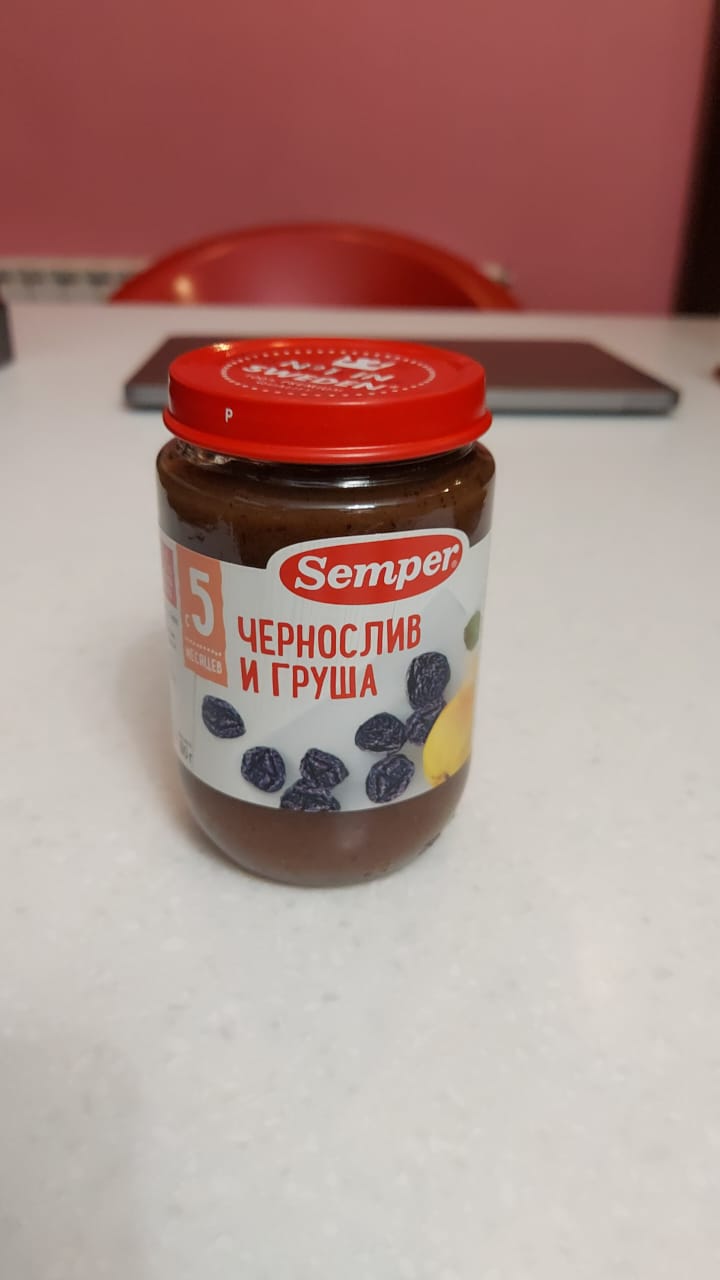 №1 IN
SWEDEN
P
Semper
с 5
МЕСЯЦЕВ
ЧЕРНОСЛИВ
И ГРУША